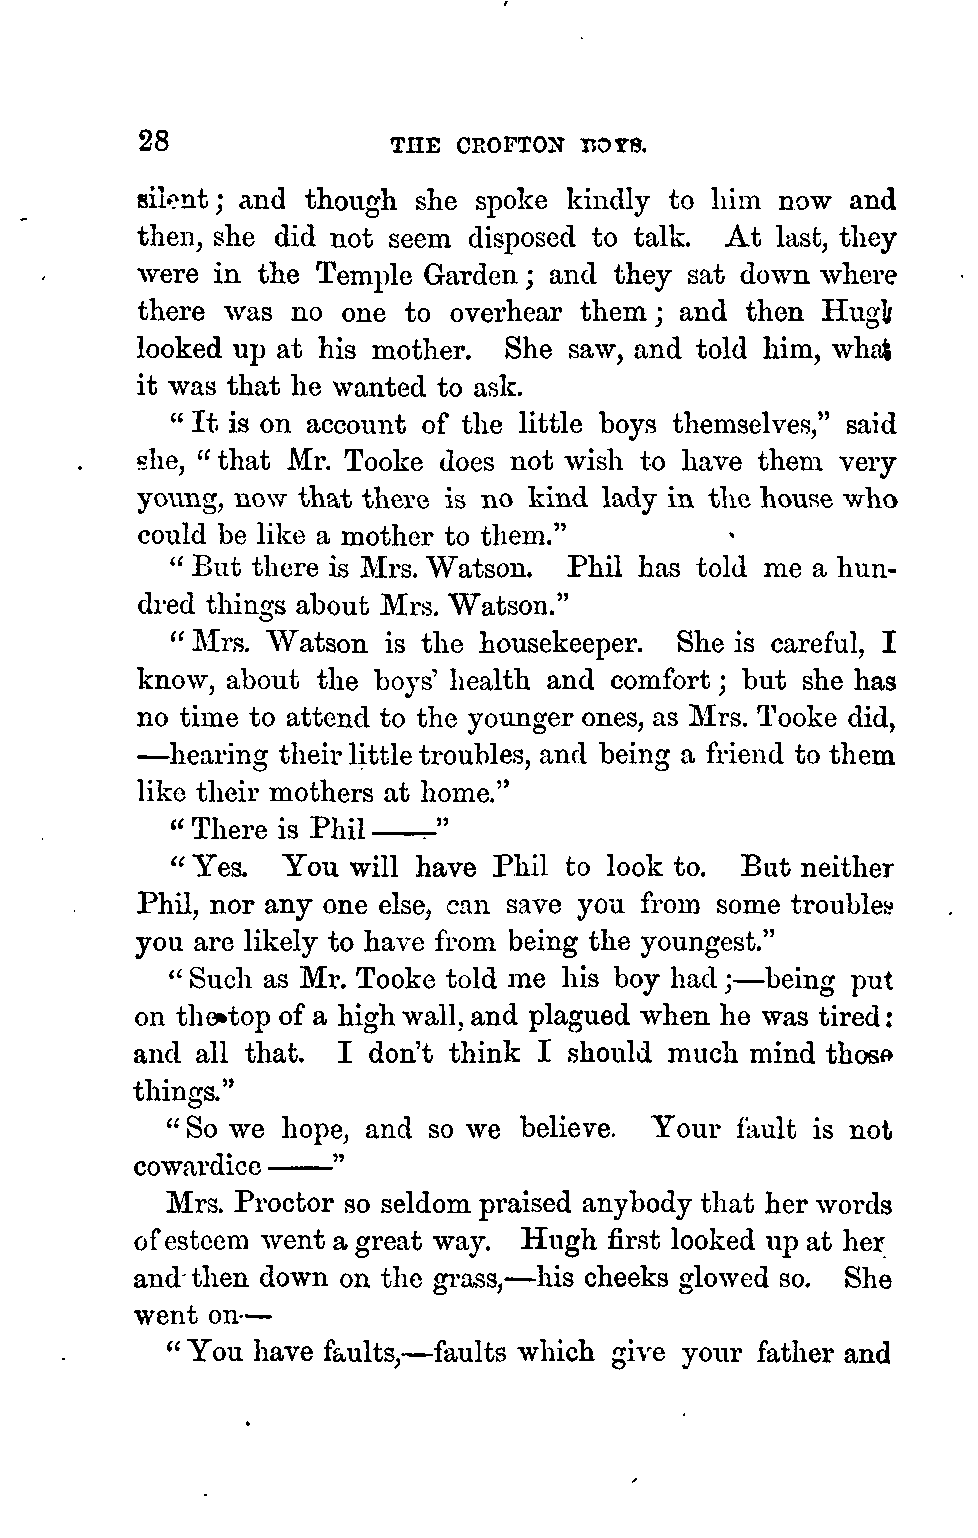 28 THE CROFTON BOYS.
silent; and though she spoke kindly to him now and
then, she did not seem disposed to talk. At last, they
were in the Temple Garden; and they sat down where
there was no one to overhear them; and then Hugh
looked up at his mother. She saw, and told him, what
it was that he wanted to ask.
“It is on account of the little boys themselves,” said
she, “that Mr. Tooke does not wish to have them very
young, now that there is no kind lady in the house who
could be like a mother to them.”
“But there is Mrs. Watson. Phil has told me a hun-
dred things about Mrs. Watson.”
“Mrs. Watson is the housekeeper. She is careful, I
know, about the boys’ health and comfort; but she has
no time to attend to the younger ones, as Mrs. Tooke did,
—hearing their little troubles, and being a friend to them
like their mothers at home.”
“There is Phil ——”
“Yes. You will have Phil to look to. But neither
Phil, nor any one else, can save you from some troubles
you are likely to have from being the youngest.”
“Such as Mr. Tooke told me his boy had;—being put
on the top of a high wall, and plagued when he was tired:
and all that. I don’t think I should much mind those
things.”
“So we hope, and so we believe. Your fault is not
cowardice ——”
Mrs. Proctor so seldom praised anybody that her words
of esteem went a great way. Hugh first looked up at her
and then down on the grass,—his cheeks glowed so. She
went on—
“You have faults,—faults which give your father and